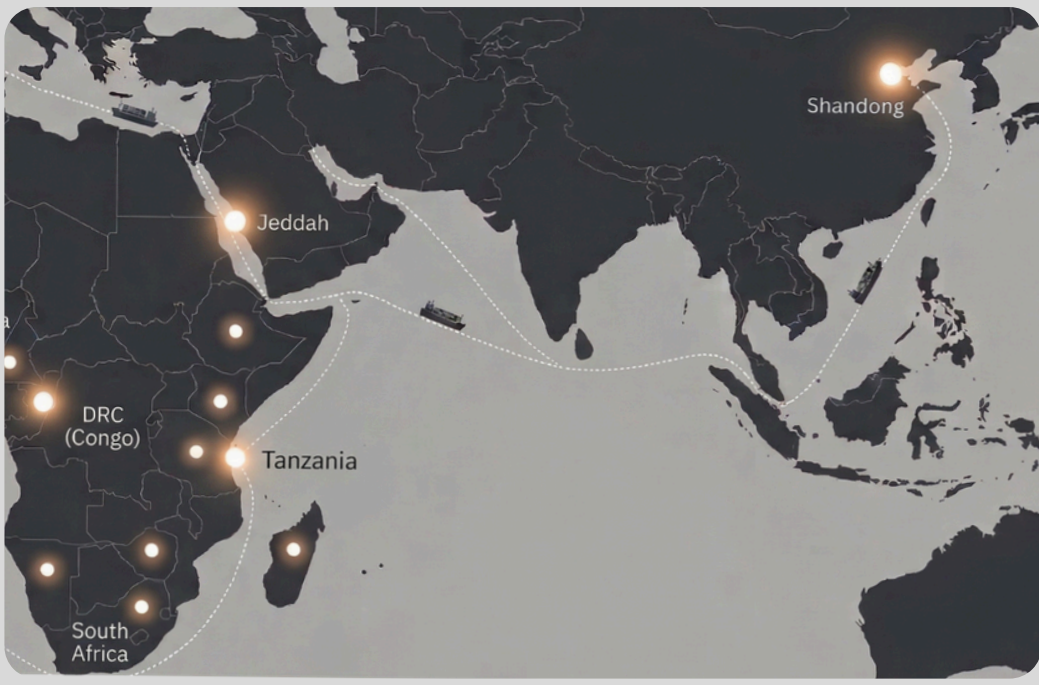 Shandong
Jeddah
a
DRC
(Congo)
Tanzania
South
Africa